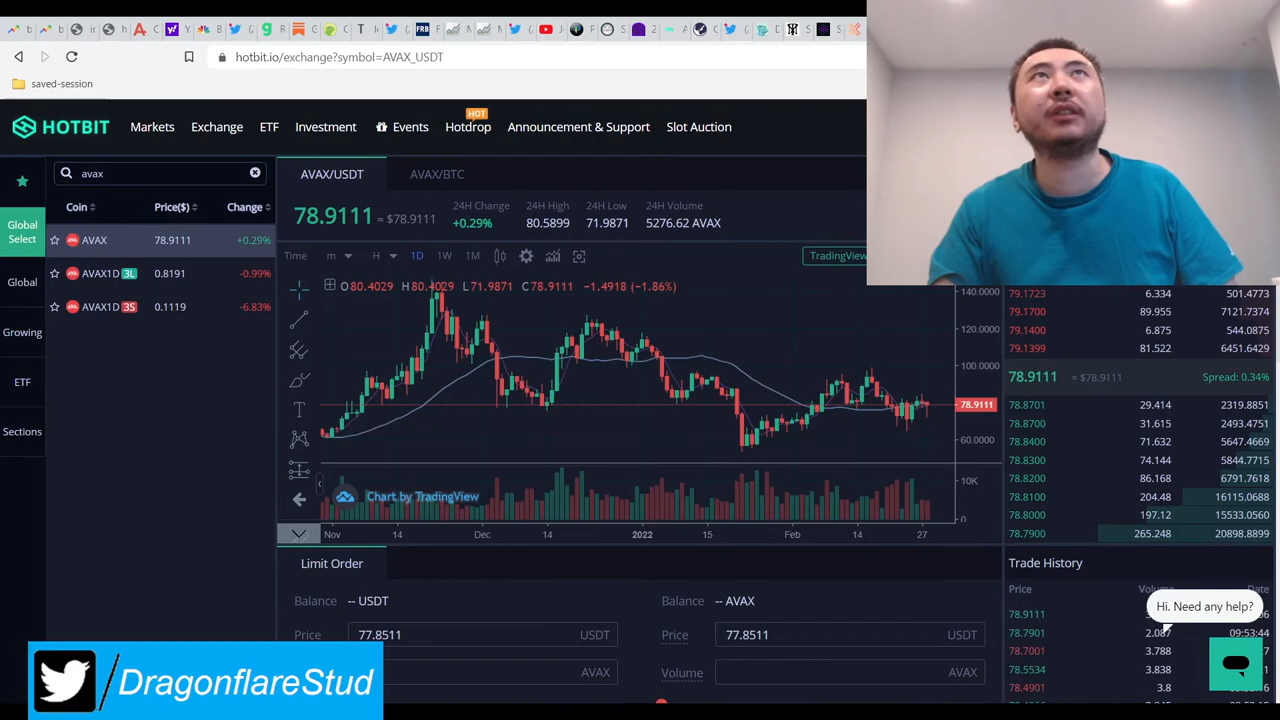 FRB
hotbit.io/exchange?symbol=AVAX_USDT
saved-session
HOTBIT
Markets
Exchange
ETF
Investment
Events
HOT
Hotdrop
Announcement & Support
Slot Auction
avax
Coin
Price($)
Change
Global
Select
AVAX
78.9111
+0.29%
AVAX1D 3L
0.8191
-0.99%
AVAX1D 3S
0.1119
-6.83%
Global
Growing
ETF
Sections
AVAX/USDT
AVAX/BTC
78.9111
≈ $78.9111
24H Change
+0.29%
24H High
80.5899
24H Low
71.9871
24H Volume
5276.62 AVAX
Time
m
H
1D
1W
1M
TradingView
O80.4029 H80.4029 L71.9871 C78.9111 −1.4918 (−1.86%)
140.0000
120.0000
100.0000
78.9111
60.0000
10K
0
Chart by TradingView
Nov
14
Dec
14
2022
15
Feb
14
27
79.1723 6.334 501.4773
79.1700 89.955 7121.7374
79.1400 6.875 544.0875
79.1399 81.522 6451.6429
78.9111 ≈ $78.9111 Spread: 0.34%
78.8701 29.414 2319.8851
78.8700 31.615 2493.4751
78.8400 71.632 5647.4669
78.8300 74.144 5844.7715
78.8200 86.168 6791.7618
78.8100 204.48 16115.0688
78.8000 197.12 15533.0560
78.7900 265.248 20898.8899
Trade History
Price
Date
78.9111
78.7901 2.087 09:53:44
78.7001 3.788
78.5534 3.838
78.4901 3.8
Hi. Need any help?
Limit Order
Balance: -- USDT
Price
77.8511
USDT
AVAX
Balance: -- AVAX
Price
77.8511
USDT
Volume
AVAX
DragonflareStud